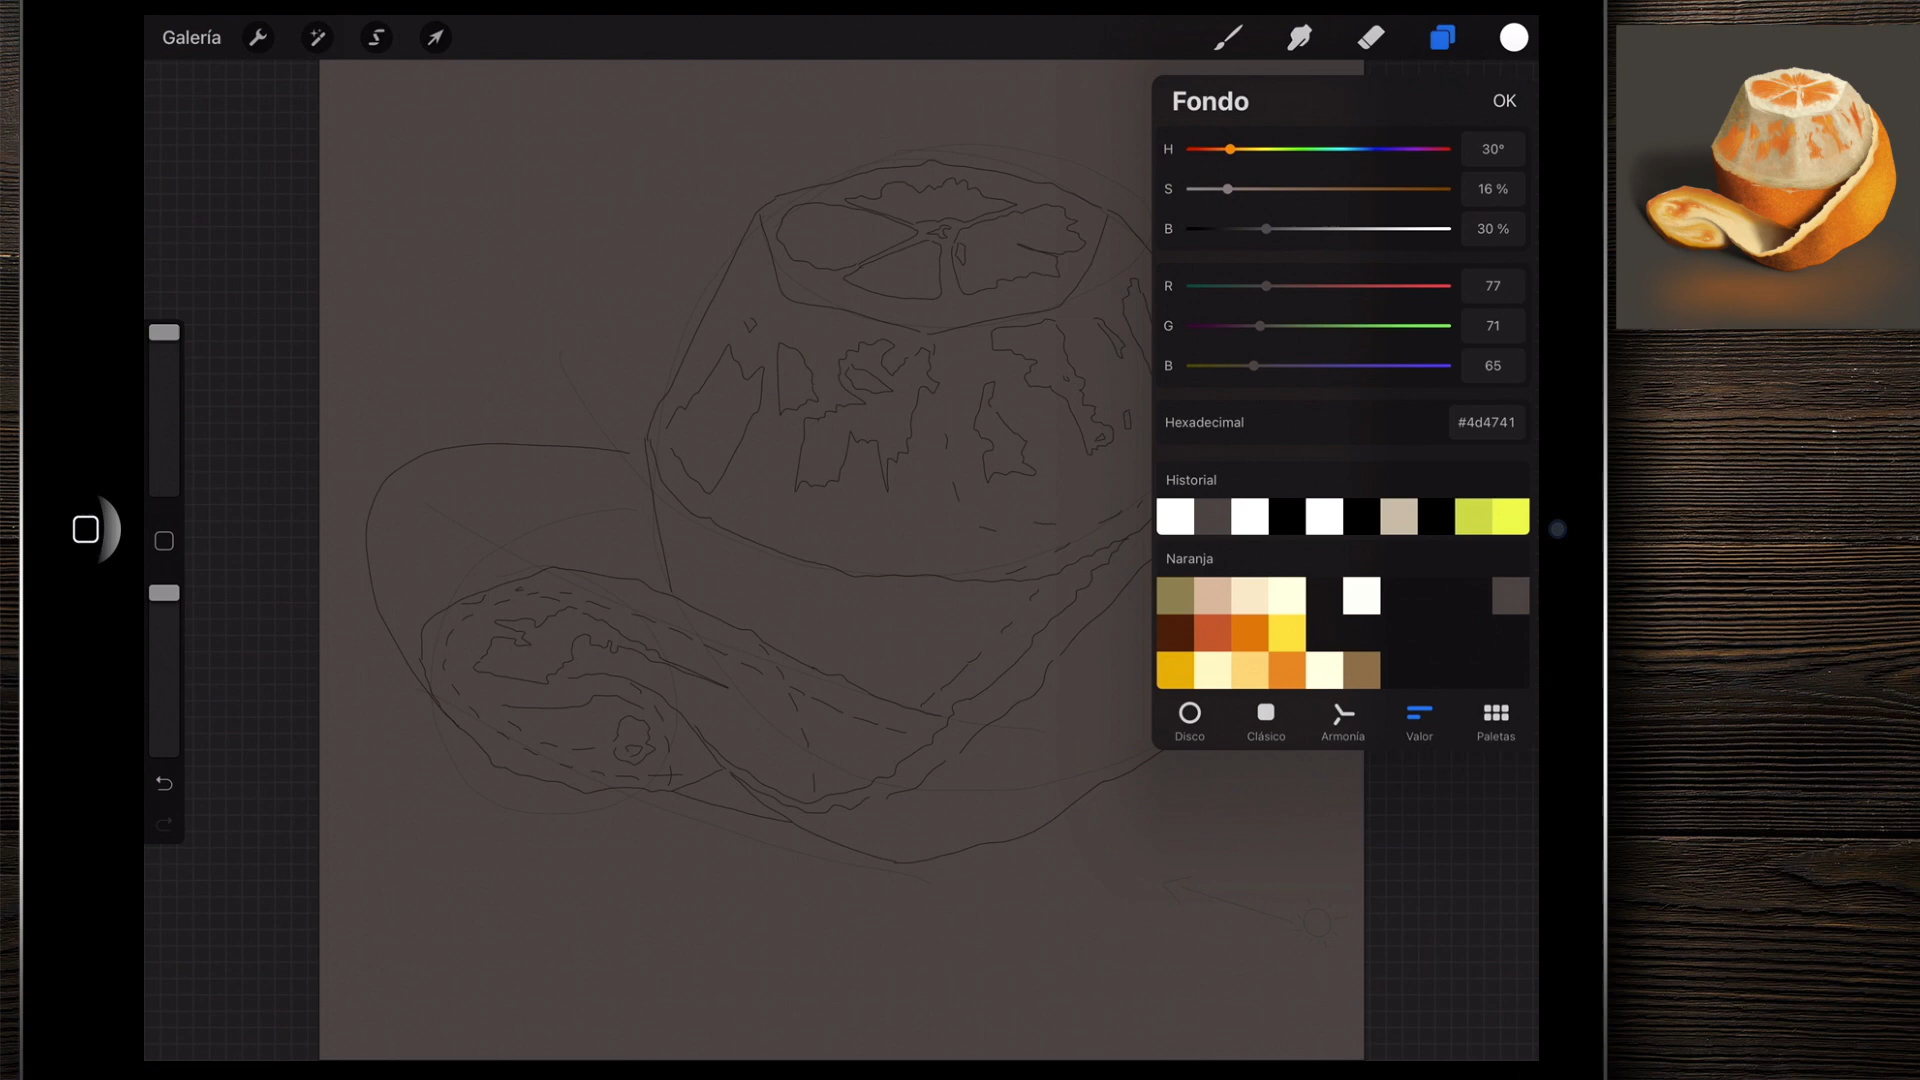 Galería
Fondo
OK
H
30°
S
16 %
B
30 %
R
77
G
71
B
65
Hexadecimal
#4d4741
Historial
Naranja
Disco
Clásico
Armonía
Valor
Paletas